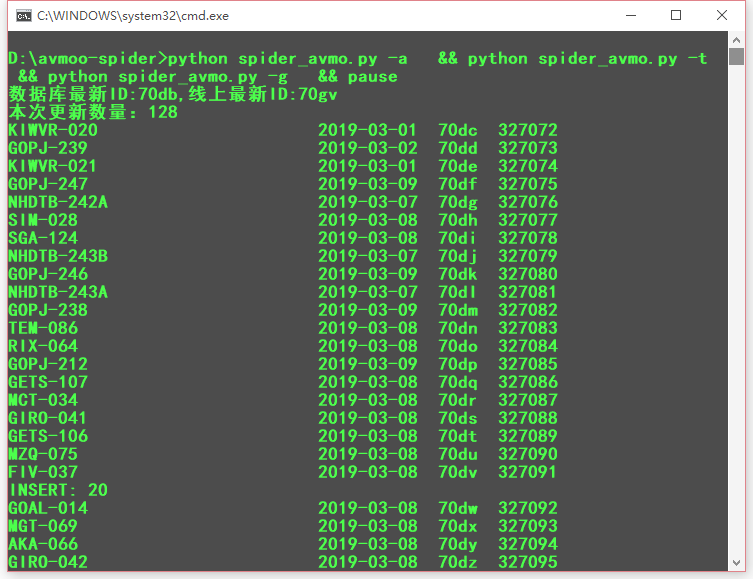 C:\WINDOWS\system32\cmd.exe
D:\avmoo-spider>python spider_avmo.py -a   && python spider_avmo.py -t
 && python spider_avmo.py -g   && pause
数据库最新ID:70db,线上最新ID:70gv
本次更新数量：128
KIWVR-020 2019-03-01 70dc 327072
GOPJ-239 2019-03-02 70dd 327073
KIWVR-021 2019-03-01 70de 327074
GOPJ-247 2019-03-09 70df 327075
NHDTB-242A 2019-03-07 70dg 327076
SIM-028 2019-03-08 70dh 327077
SGA-124 2019-03-08 70di 327078
NHDTB-243B 2019-03-07 70dj 327079
GOPJ-246 2019-03-09 70dk 327080
NHDTB-243A 2019-03-07 70dl 327081
GOPJ-238 2019-03-09 70dm 327082
TEM-086 2019-03-08 70dn 327083
RIX-064 2019-03-08 70do 327084
GOPJ-212 2019-03-09 70dp 327085
GETS-107 2019-03-08 70dq 327086
MCT-034 2019-03-08 70dr 327087
GIRO-041 2019-03-08 70ds 327088
GETS-106 2019-03-08 70dt 327089
MZQ-075 2019-03-08 70du 327090
FIV-037 2019-03-08 70dv 327091
INSERT: 20
GOAL-014 2019-03-08 70dw 327092
MGT-069 2019-03-08 70dx 327093
AKA-066 2019-03-08 70dy 327094
GIRO-042 2019-03-08 70dz 327095